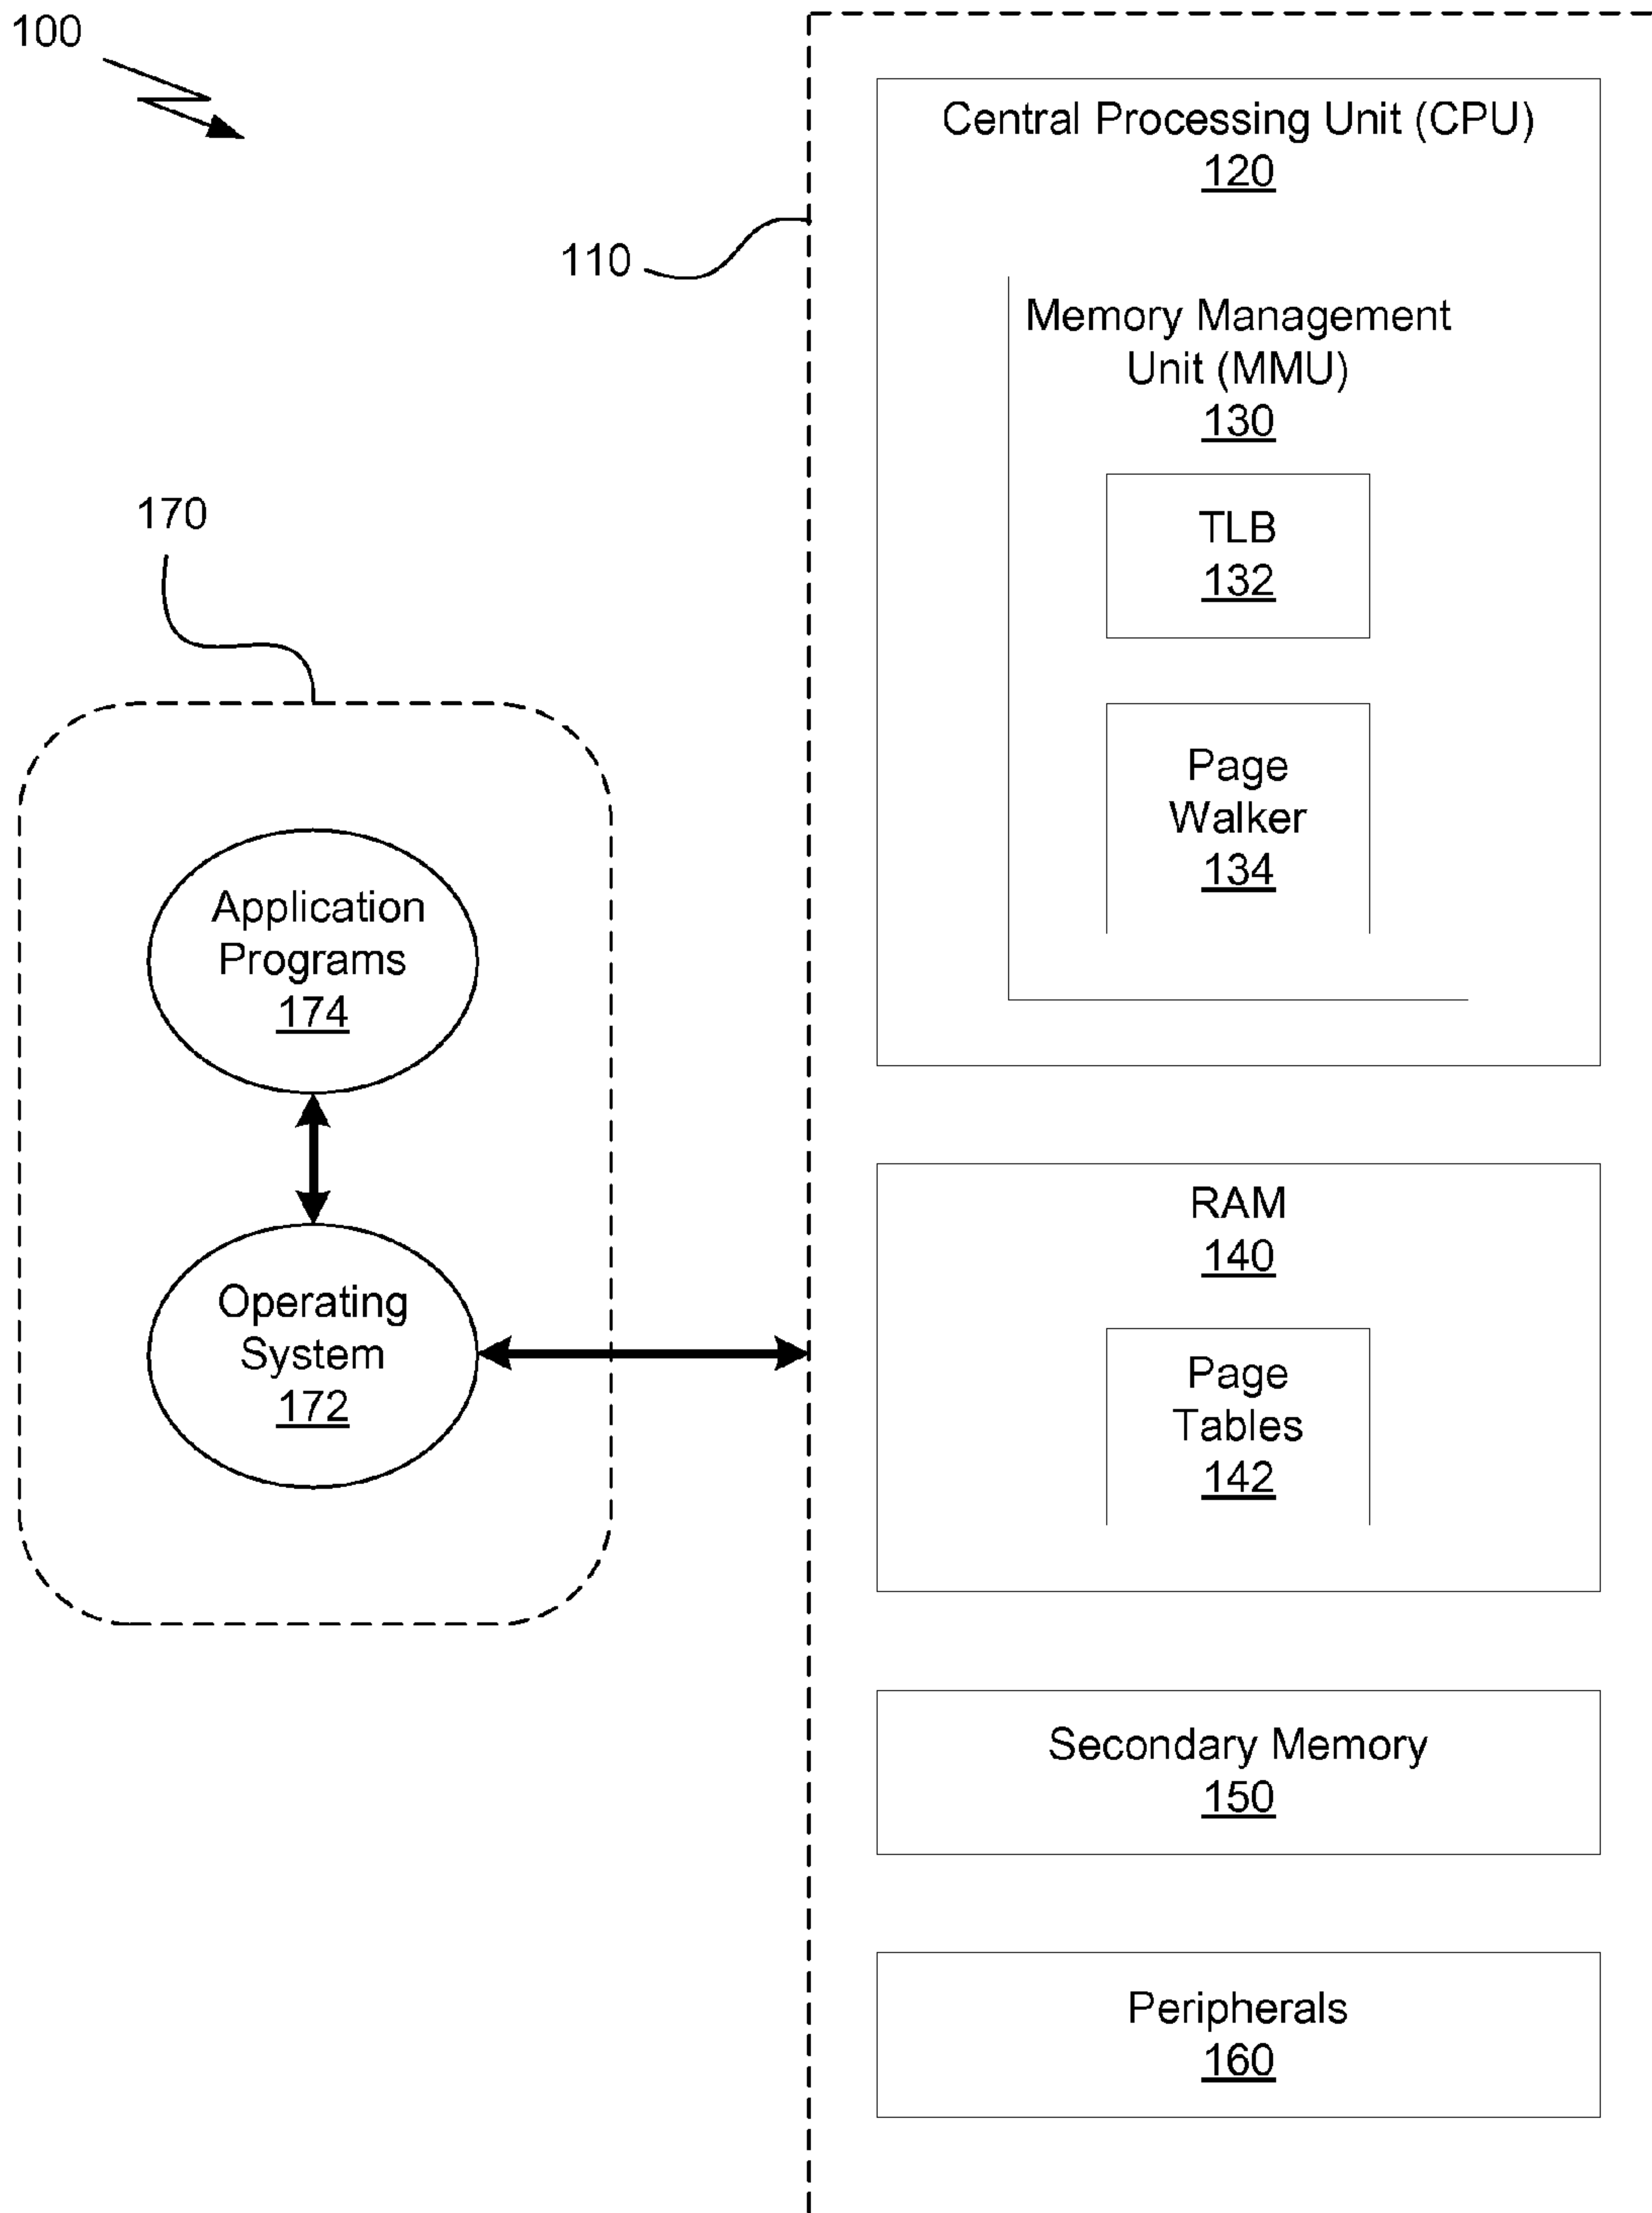 100
110
Central Processing Unit (CPU)
120
Memory Management
Unit (MMU)
130
TLB
132
Page
Walker
134
170
Application
Programs
174
Operating
System
172
RAM
140
Page
Tables
142
Secondary Memory
150
Peripherals
160